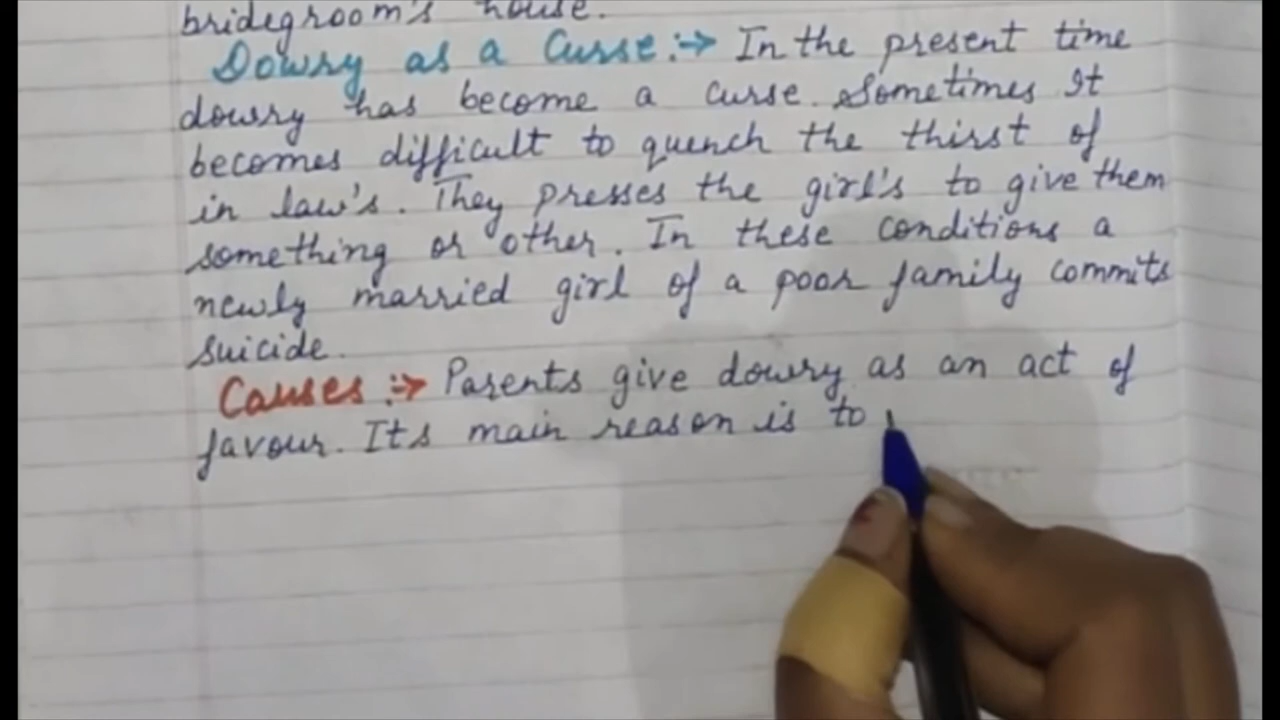 bridegroom's house.
Dowry as a Curse :→ In the present time
dowry has become a curse. Sometimes It
becomes difficult to quench the thirst of
in law's. They presses the girl's to give them
something or other. In these conditions a
newly married girl of a poor family commits
suicide.
Causes :→ Parents give dowry as an act of
favour. Its main reason is to